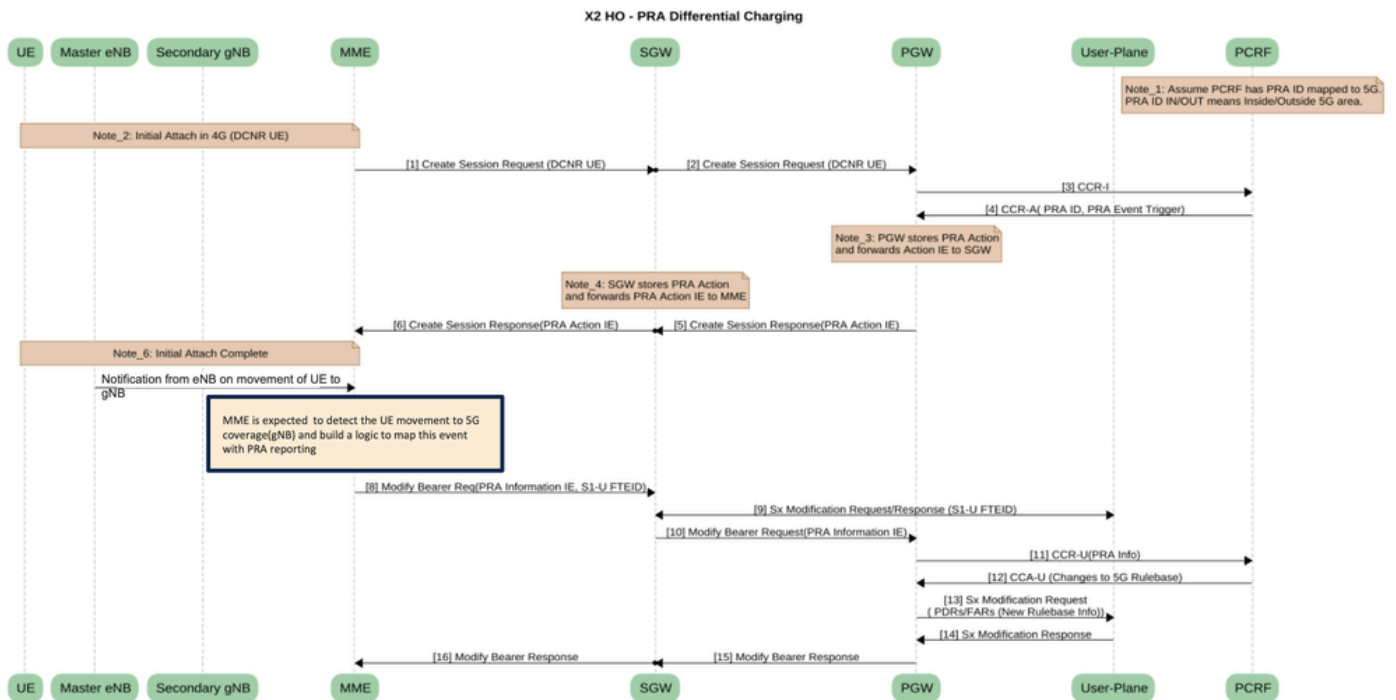 X2 HO - PRA Differential Charging
UE Master eNB Secondary gNB MME SGW PGW User-Plane PCRF
Note_1: Assume PCRF has PRA ID mapped to 5G.
PRA ID IN/OUT means Inside/Outside 5G area.
Note_2: Initial Attach in 4G (DCNR UE)
[1] Create Session Request (DCNR UE)
[2] Create Session Request (DCNR UE)
[3] CCR-I
[4] CCR-A( PRA ID, PRA Event Trigger)
Note_3: PGW stores PRA Action
and forwards Action IE to SGW
Note_4: SGW stores PRA Action
and forwards PRA Action IE to MME
[6] Create Session Response(PRA Action IE)
[5] Create Session Response(PRA Action IE)
Note_6: Initial Attach Complete
Notification from eNB on movement of UE to
gNB
MME is expected to detect the UE movement to 5G
coverage(gNB) and build a logic to map this event
with PRA reporting
[8] Modify Bearer Req(PRA Information IE, S1-U FTEID)
[9] Sx Modification Request/Response (S1-U FTEID)
[10] Modify Bearer Request(PRA Information IE)
[11] CCR-U(PRA Info)
[12] CCA-U (Changes to 5G Rulebase)
[13] Sx Modification Request
( PDRs/FARs (New Rulebase Info))
[14] Sx Modification Response
[16] Modify Bearer Response
[15] Modify Bearer Response
UE Master eNB Secondary gNB MME SGW PGW User-Plane PCRF